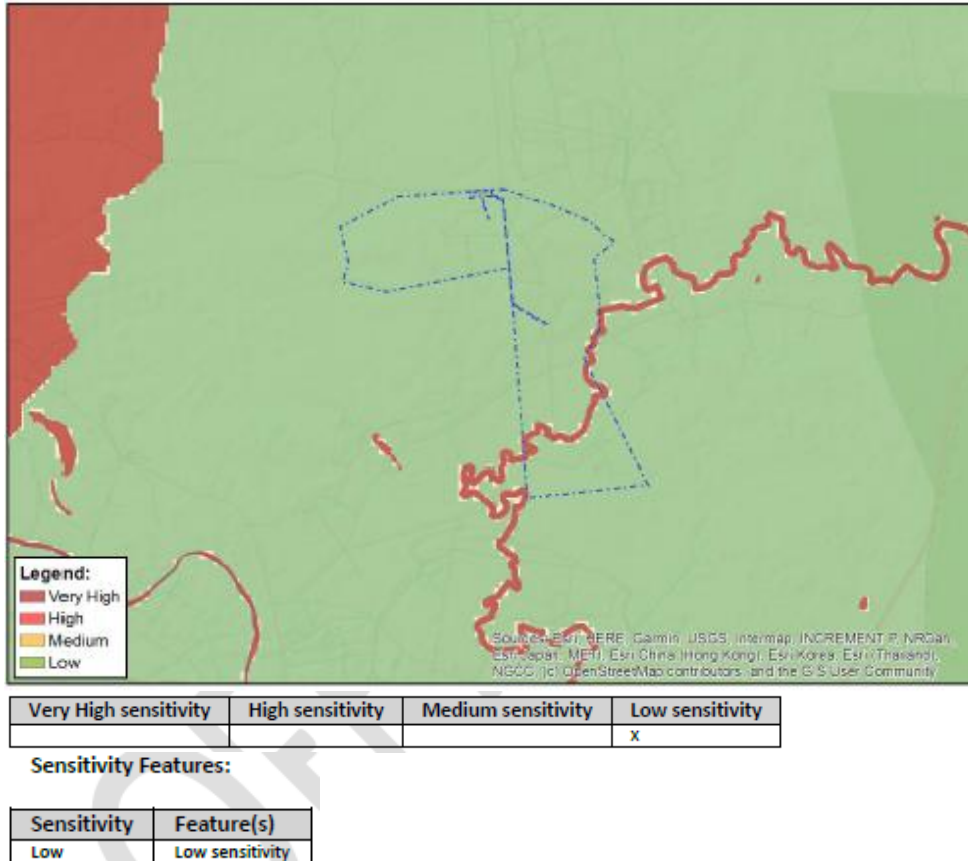 Legend:
Very High
High
Medium
Low
Sources: Esri, HERE, Garmin, USGS, Intermap, INCREMENT P, NRCan,
Esri Japan, METI, Esri China (Hong Kong), Esri Korea, Esri (Thailand),
NGCC, (c) OpenStreetMap contributors, and the GIS User Community
Very High sensitivity High sensitivity Medium sensitivity Low sensitivity
x
Sensitivity Features:
Sensitivity Feature(s)
Low Low sensitivity